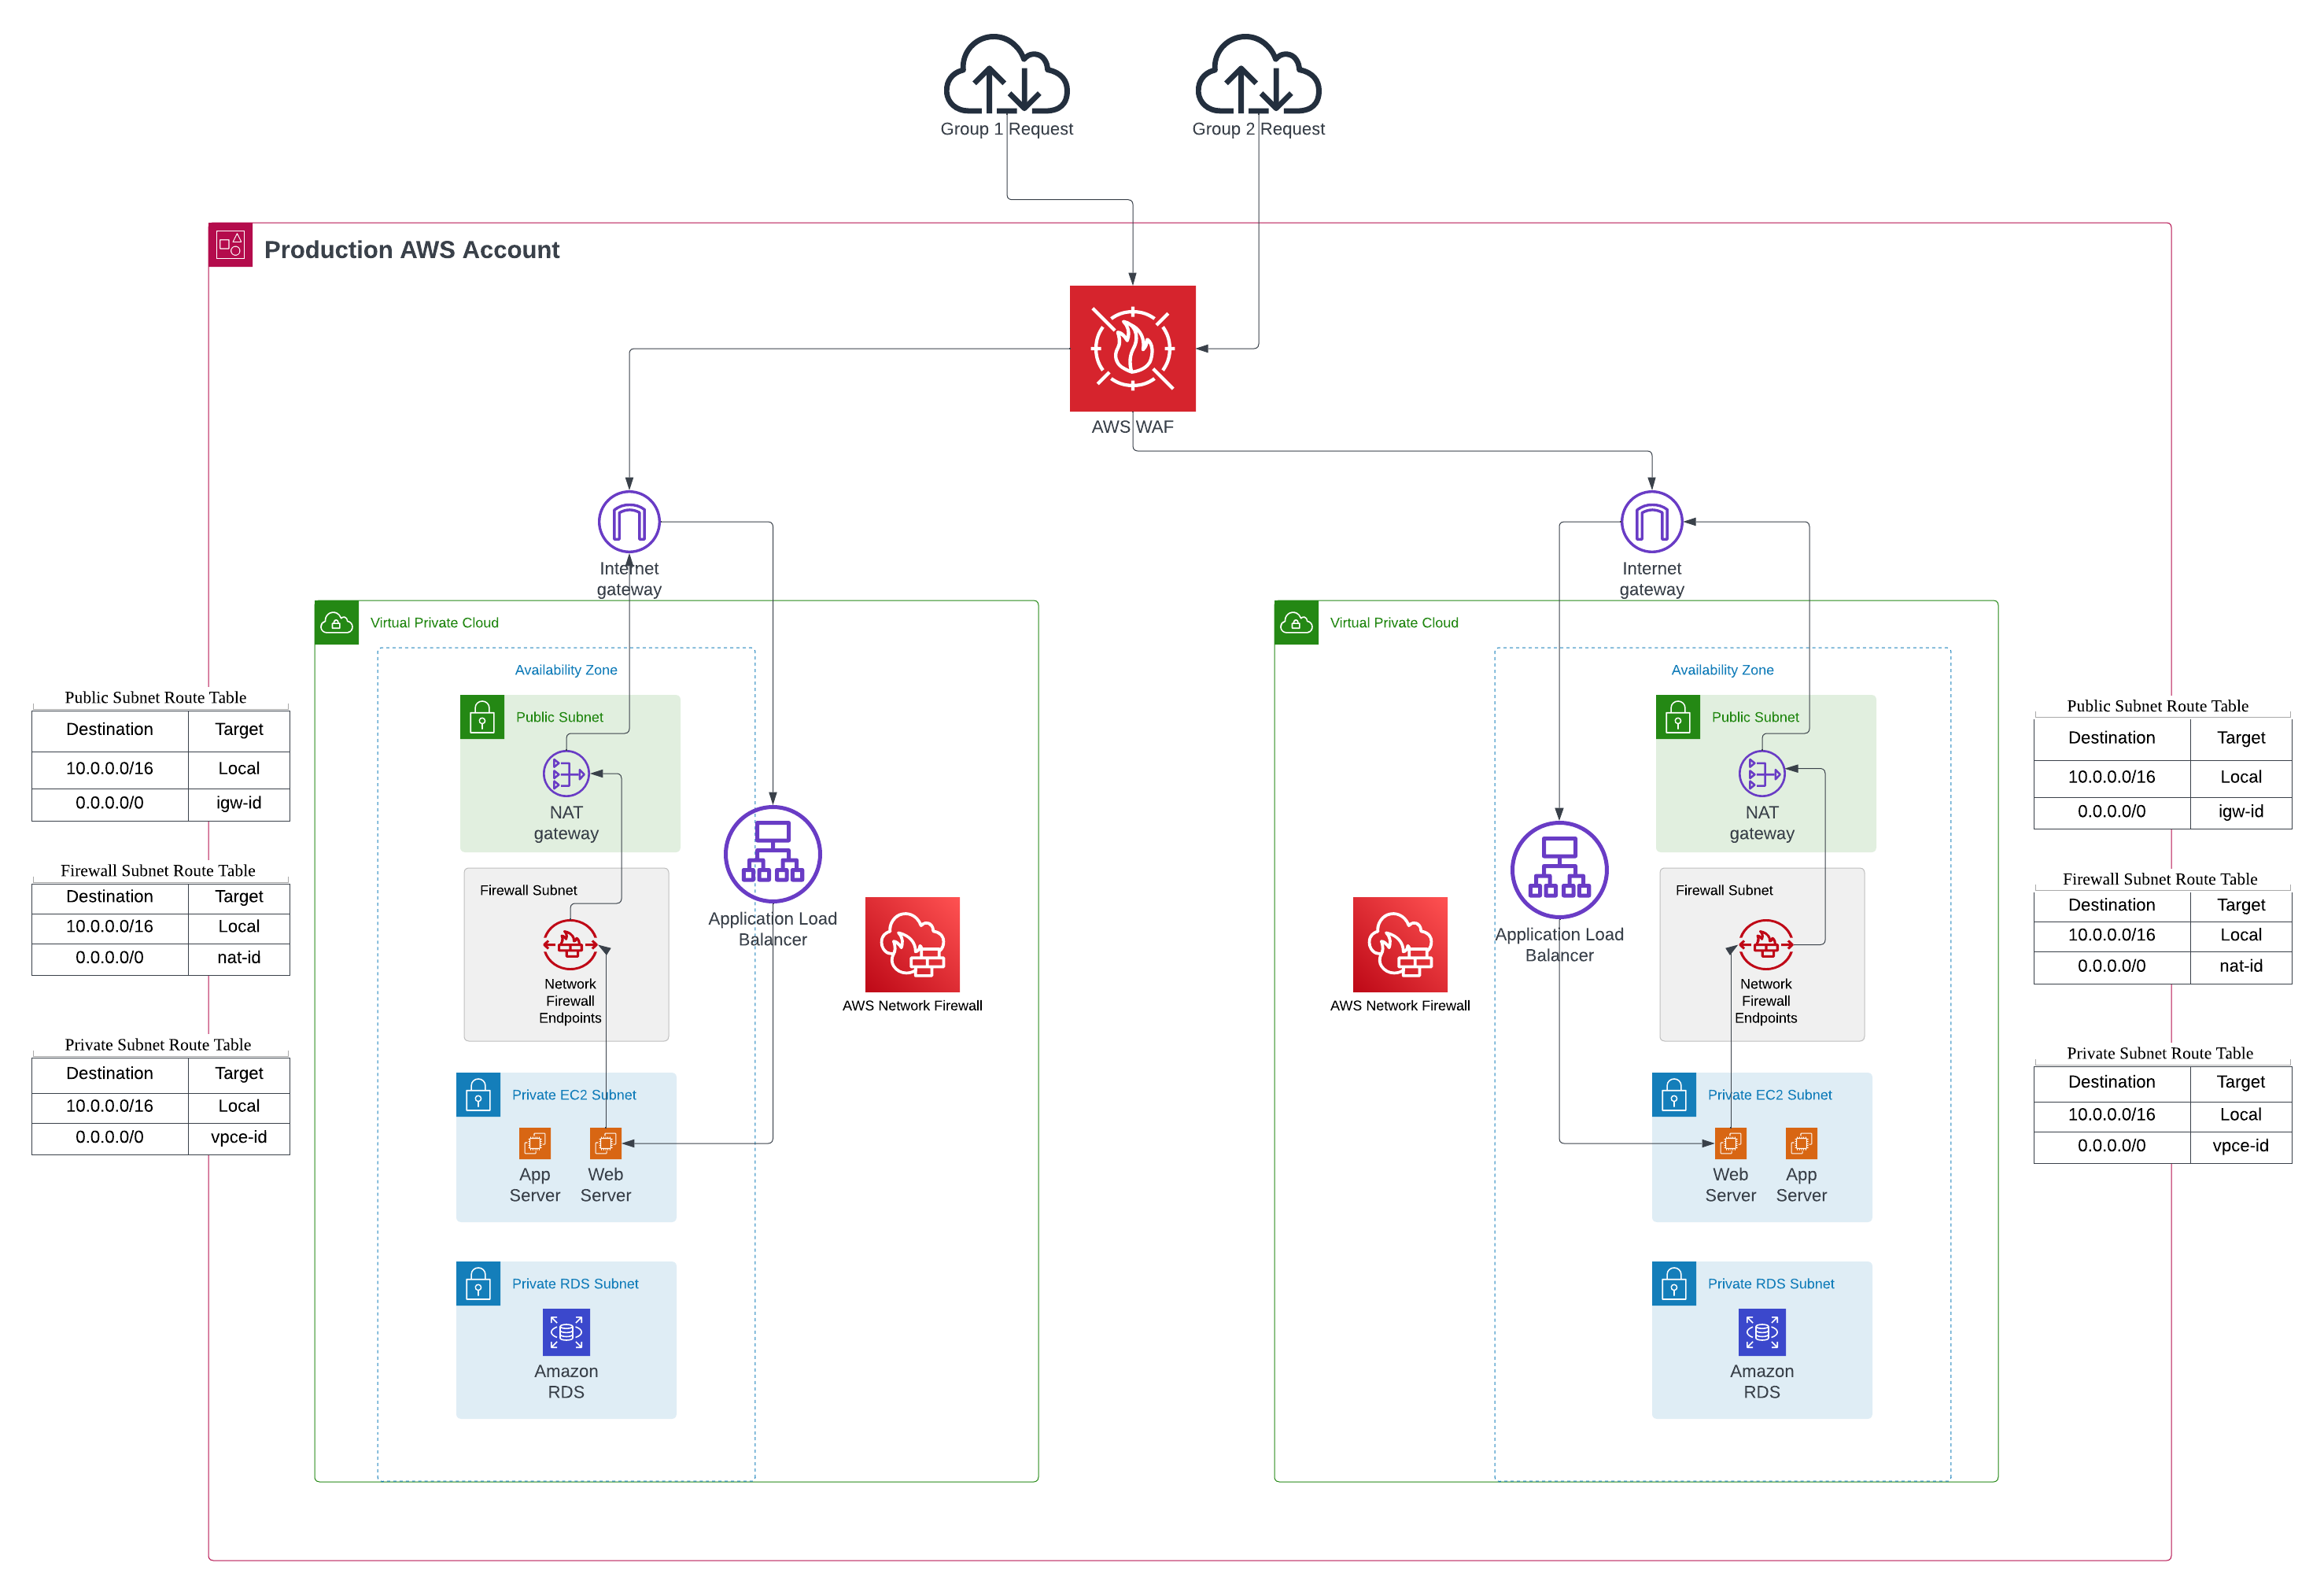 Group 1 Request
Group 2 Request
Production AWS Account
AWS WAF
Internet
gateway
Internet
gateway
Virtual Private Cloud
Availability Zone
Public Subnet
NAT
gateway
Firewall Subnet
Network
Firewall
Endpoints
Application Load
Balancer
AWS Network Firewall
Private EC2 Subnet
App
Server
Web
Server
Private RDS Subnet
Amazon
RDS
Virtual Private Cloud
Availability Zone
Public Subnet
NAT
gateway
Application Load
Balancer
AWS Network Firewall
Firewall Subnet
Network
Firewall
Endpoints
Private EC2 Subnet
Web
Server
App
Server
Private RDS Subnet
Amazon
RDS
Public Subnet Route Table
Destination Target
10.0.0.0/16 Local
0.0.0.0/0 igw-id
Firewall Subnet Route Table
Destination Target
10.0.0.0/16 Local
0.0.0.0/0 nat-id
Private Subnet Route Table
Destination Target
10.0.0.0/16 Local
0.0.0.0/0 vpce-id
Public Subnet Route Table
Destination Target
10.0.0.0/16 Local
0.0.0.0/0 igw-id
Firewall Subnet Route Table
Destination Target
10.0.0.0/16 Local
0.0.0.0/0 nat-id
Private Subnet Route Table
Destination Target
10.0.0.0/16 Local
0.0.0.0/0 vpce-id